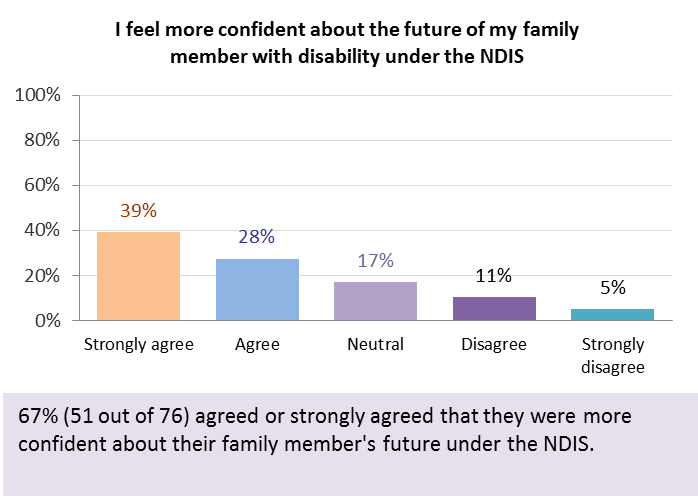 I feel more confident about the future of my family
member with disability under the NDIS
100%
80%
60%
40%
20%
0%
39%
28%
17%
11%
5%
Strongly agree
Agree
Neutral
Disagree
Strongly
disagree
67% (51 out of 76) agreed or strongly agreed that they were more
confident about their family member's future under the NDIS.